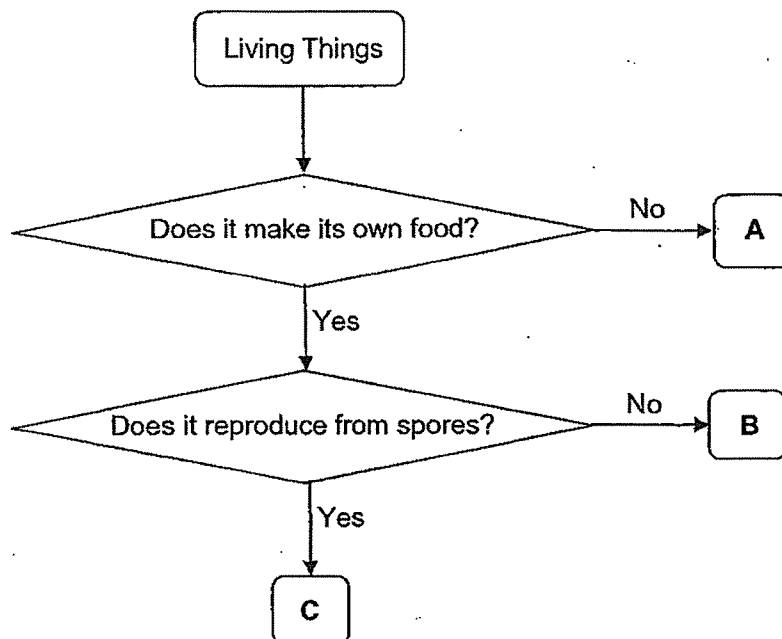 Living Things
Does it make its own food?
No
A
Yes
Does it reproduce from spores?
No
B
Yes
C